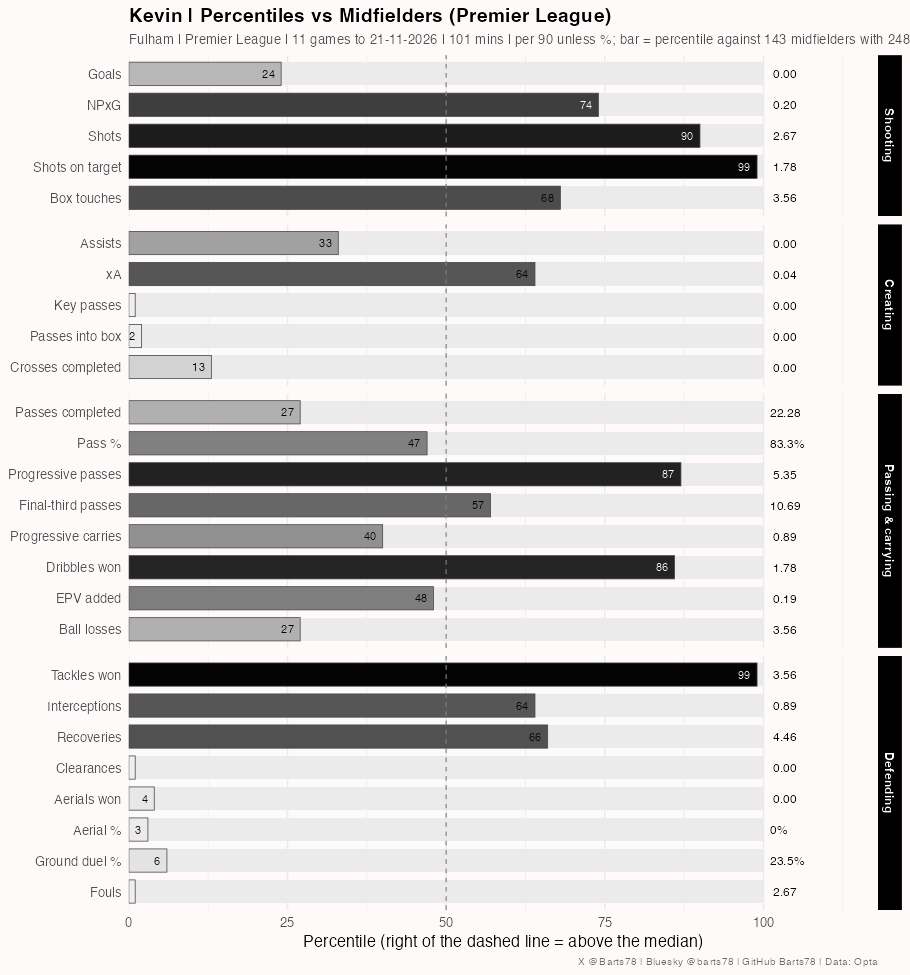 Kevin | Percentiles vs Midfielders (Premier League)
Fulham | Premier League | 11 games to 21-11-2026 | 101 mins | per 90 unless %; bar = percentile against 143 midfielders with 248
Goals 24 0.00
NPxG 74 0.20
Shots 90 2.67
Shots on target 99 1.78
Box touches 68 3.56
Shooting
Assists 33 0.00
xA 64 0.04
Key passes 0.00
Passes into box 2 0.00
Crosses completed 13 0.00
Creating
Passes completed 27 22.28
Pass % 47 83.3%
Progressive passes 87 5.35
Final-third passes 57 10.69
Progressive carries 40 0.89
Dribbles won 86 1.78
EPV added 48 0.19
Ball losses 27 3.56
Passing & carrying
Tackles won 99 3.56
Interceptions 64 0.89
Recoveries 66 4.46
Clearances 0.00
Aerials won 4 0.00
Aerial % 3 0%
Ground duel % 6 23.5%
Fouls 2.67
Defending
0 25 50 75 100
Percentile (right of the dashed line = above the median)
X @Barts78 | Bluesky @barts78 | GitHub Barts78 | Data: Opta